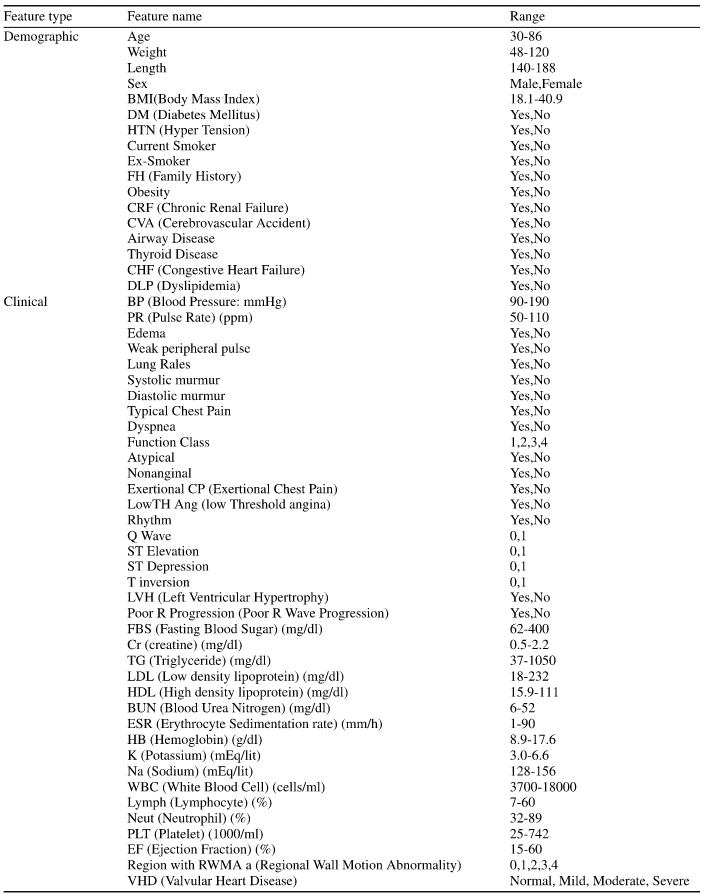 Feature type Feature name Range
Demographic Age 30-86
Weight 48-120
Length 140-188
Sex Male,Female
BMI(Body Mass Index) 18.1-40.9
DM (Diabetes Mellitus) Yes,No
HTN (Hyper Tension) Yes,No
Current Smoker Yes,No
Ex-Smoker Yes,No
FH (Family History) Yes,No
Obesity Yes,No
CRF (Chronic Renal Failure) Yes,No
CVA (Cerebrovascular Accident) Yes,No
Airway Disease Yes,No
Thyroid Disease Yes,No
CHF (Congestive Heart Failure) Yes,No
DLP (Dyslipidemia) Yes,No
Clinical BP (Blood Pressure: mmHg) 90-190
PR (Pulse Rate) (ppm) 50-110
Edema Yes,No
Weak peripheral pulse Yes,No
Lung Rales Yes,No
Systolic murmur Yes,No
Diastolic murmur Yes,No
Typical Chest Pain Yes,No
Dyspnea Yes,No
Function Class 1,2,3,4
Atypical Yes,No
Nonanginal Yes,No
Exertional CP (Exertional Chest Pain) Yes,No
LowTH Ang (low Threshold angina) Yes,No
Rhythm Yes,No
Q Wave 0,1
ST Elevation 0,1
ST Depression 0,1
T inversion 0,1
LVH (Left Ventricular Hypertrophy) Yes,No
Poor R Progression (Poor R Wave Progression) Yes,No
FBS (Fasting Blood Sugar) (mg/dl) 62-400
Cr (creatine) (mg/dl) 0.5-2.2
TG (Triglyceride) (mg/dl) 37-1050
LDL (Low density lipoprotein) (mg/dl) 18-232
HDL (High density lipoprotein) (mg/dl) 15.9-111
BUN (Blood Urea Nitrogen) (mg/dl) 6-52
ESR (Erythrocyte Sedimentation rate) (mm/h) 1-90
HB (Hemoglobin) (g/dl) 8.9-17.6
K (Potassium) (mEq/lit) 3.0-6.6
Na (Sodium) (mEq/lit) 128-156
WBC (White Blood Cell) (cells/ml) 3700-18000
Lymph (Lymphocyte) (%) 7-60
Neut (Neutrophil) (%) 32-89
PLT (Platelet) (1000/ml) 25-742
EF (Ejection Fraction) (%) 15-60
Region with RWMA a (Regional Wall Motion Abnormality) 0,1,2,3,4
VHD (Valvular Heart Disease) Normal, Mild, Moderate, Severe